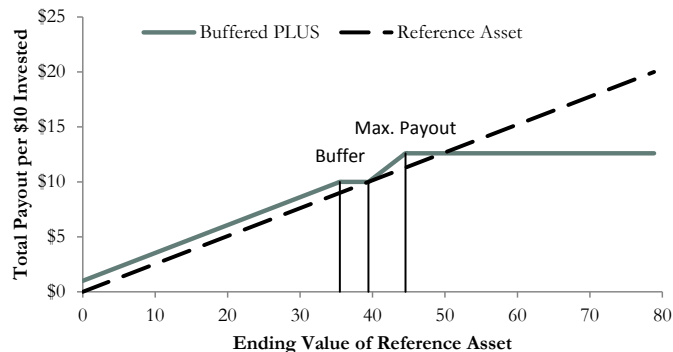 $25
Buffered PLUS
Reference Asset
$20
$15
Max. Payout
Buffer
$10
$5
$0
0 10 20 30 40 50 60 70 80
Total Payout per $10 Invested
Ending Value of Reference Asset